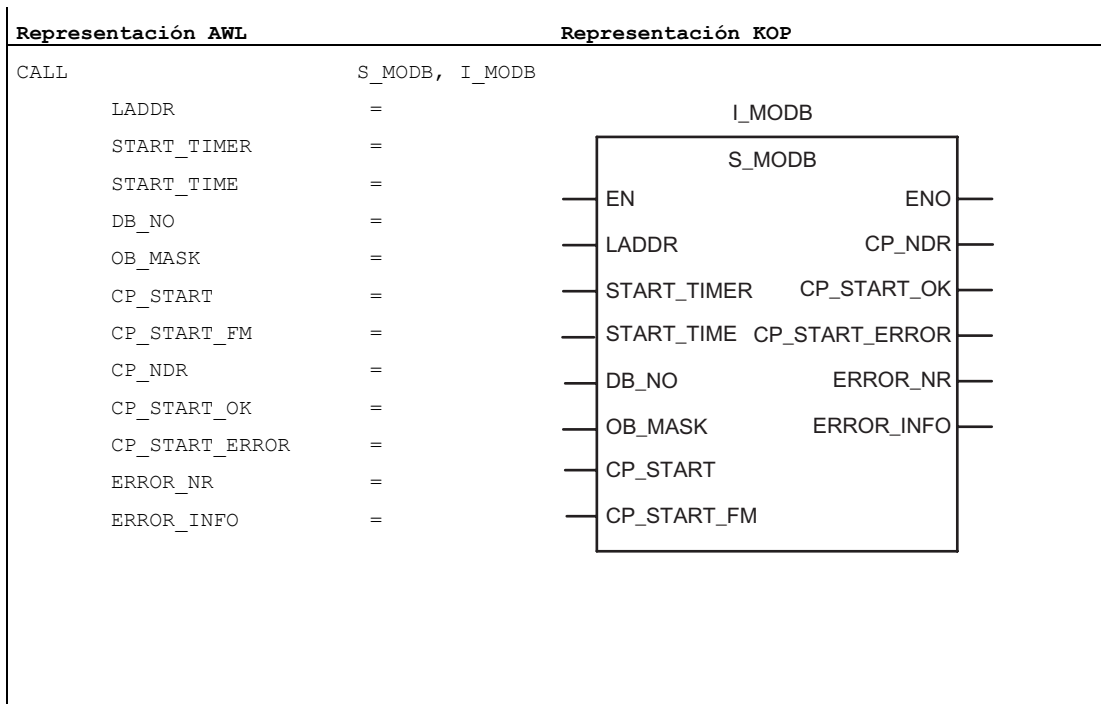 Representación AWL Representación KOP
CALL S_MODB, I_MODB
LADDR =
START_TIMER =
START_TIME =
DB_NO =
OB_MASK =
CP_START =
CP_START_FM =
CP_NDR =
CP_START_OK =
CP_START_ERROR =
ERROR_NR =
ERROR_INFO =
I_MODB
S_MODB
EN ENO
LADDR CP_NDR
START_TIMER CP_START_OK
START_TIME CP_START_ERROR
DB_NO ERROR_NR
OB_MASK ERROR_INFO
CP_START
CP_START_FM